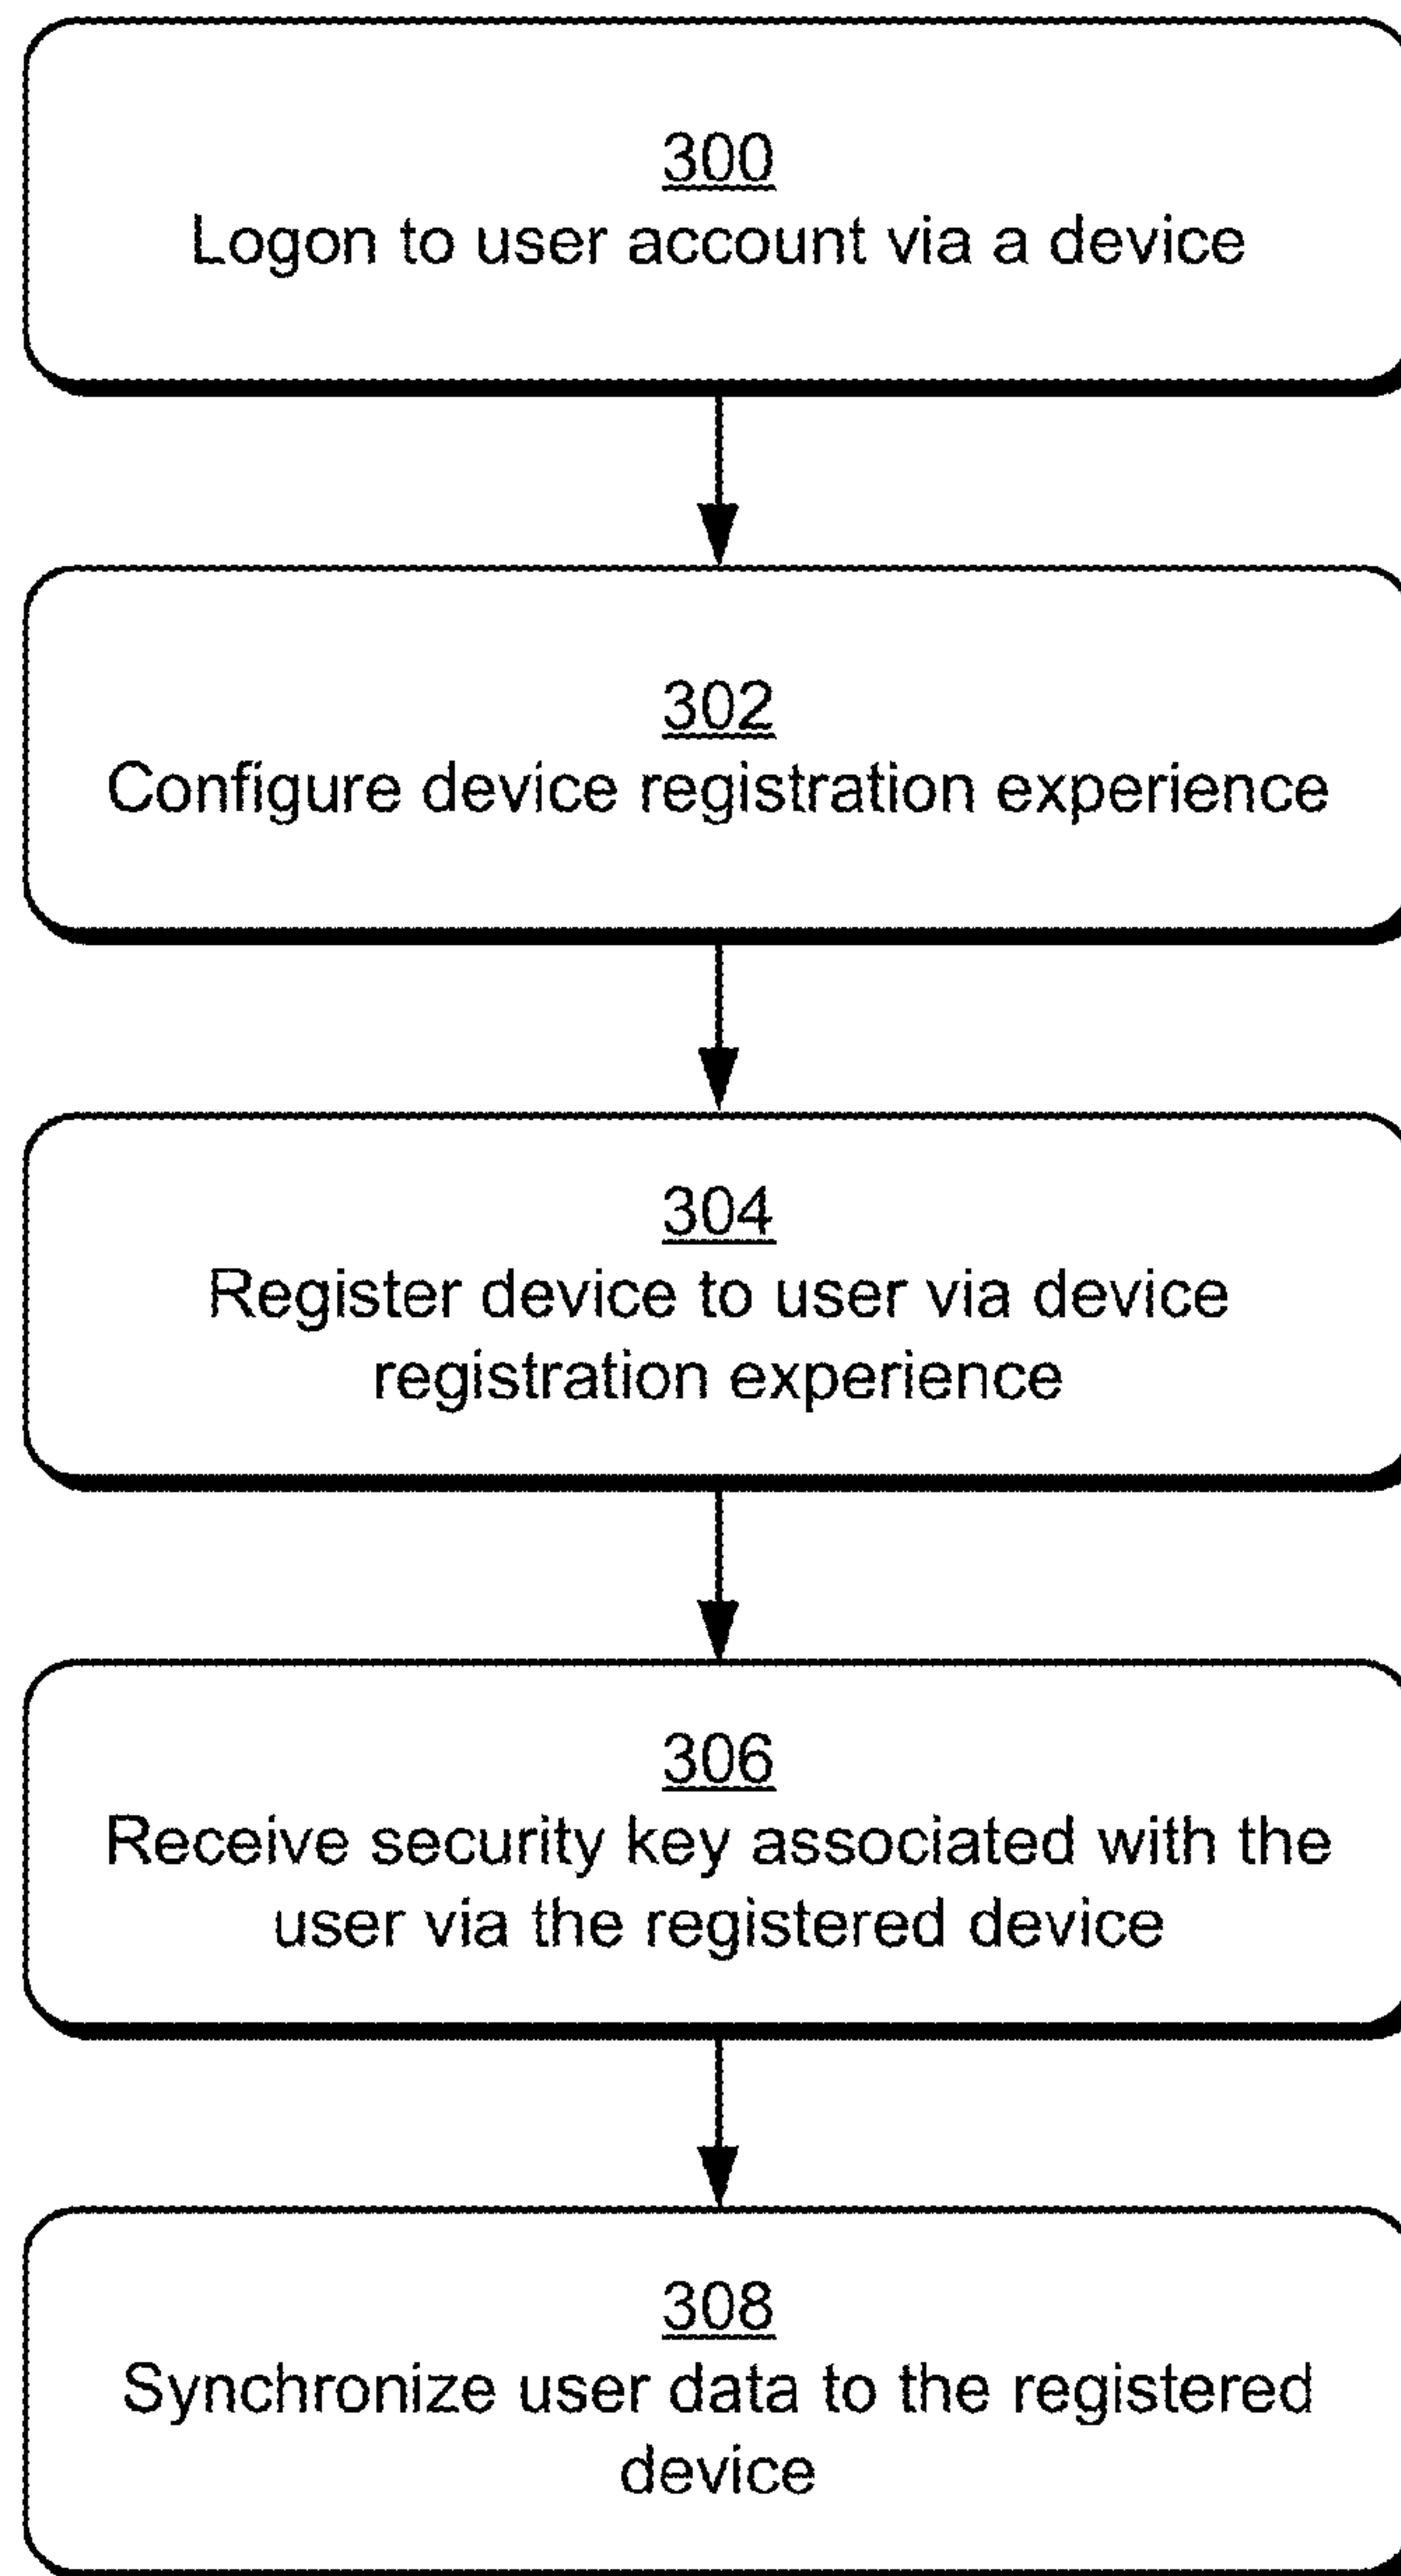 300
Logon to user account via a device
302
Configure device registration experience
304
Register device to user via device
registration experience
306
Receive security key associated with the
user via the registered device
308
Synchronize user data to the registered
device